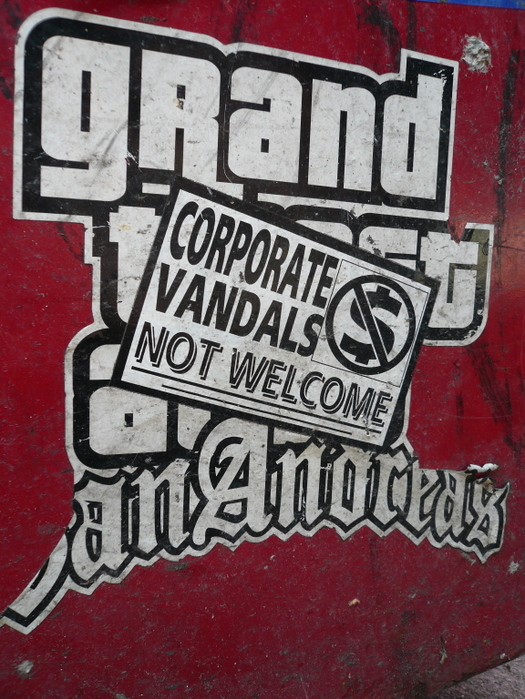 grand
CORPORATE
VANDALS
NOT WELCOME
San Andreas